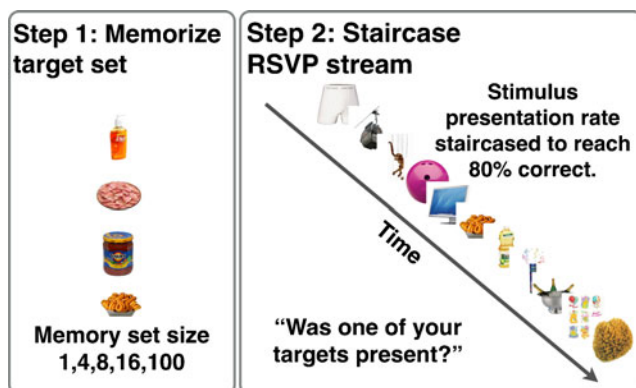 Step 1: Memorize
target set
Memory set size
1,4,8,16,100
Step 2: Staircase
RSVP stream
Stimulus
presentation rate
staircased to reach
80% correct.
Time
“Was one of your
targets present?”